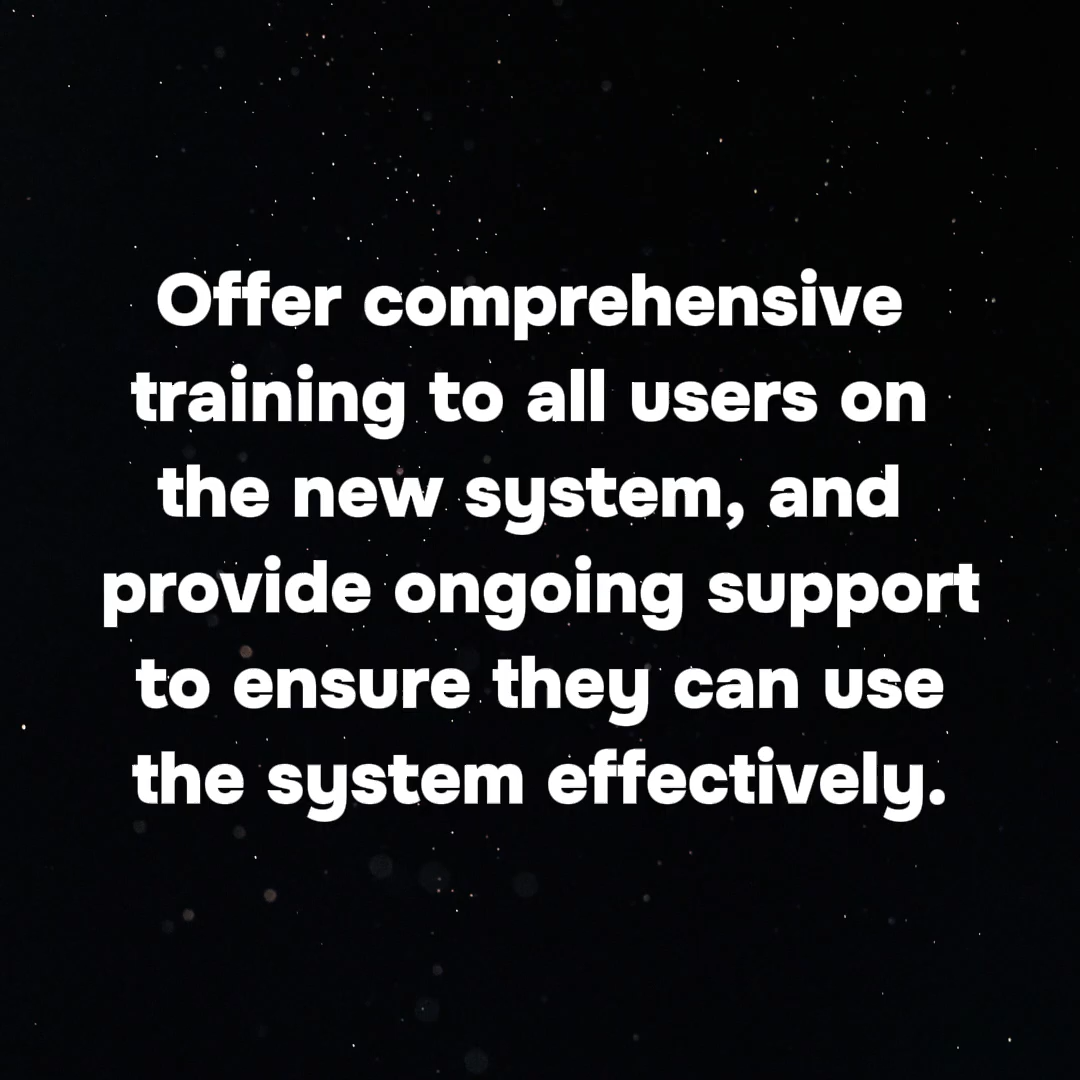 Offer comprehensive
training to all users on
the new system, and
provide ongoing support
to ensure they can use
the system effectively.